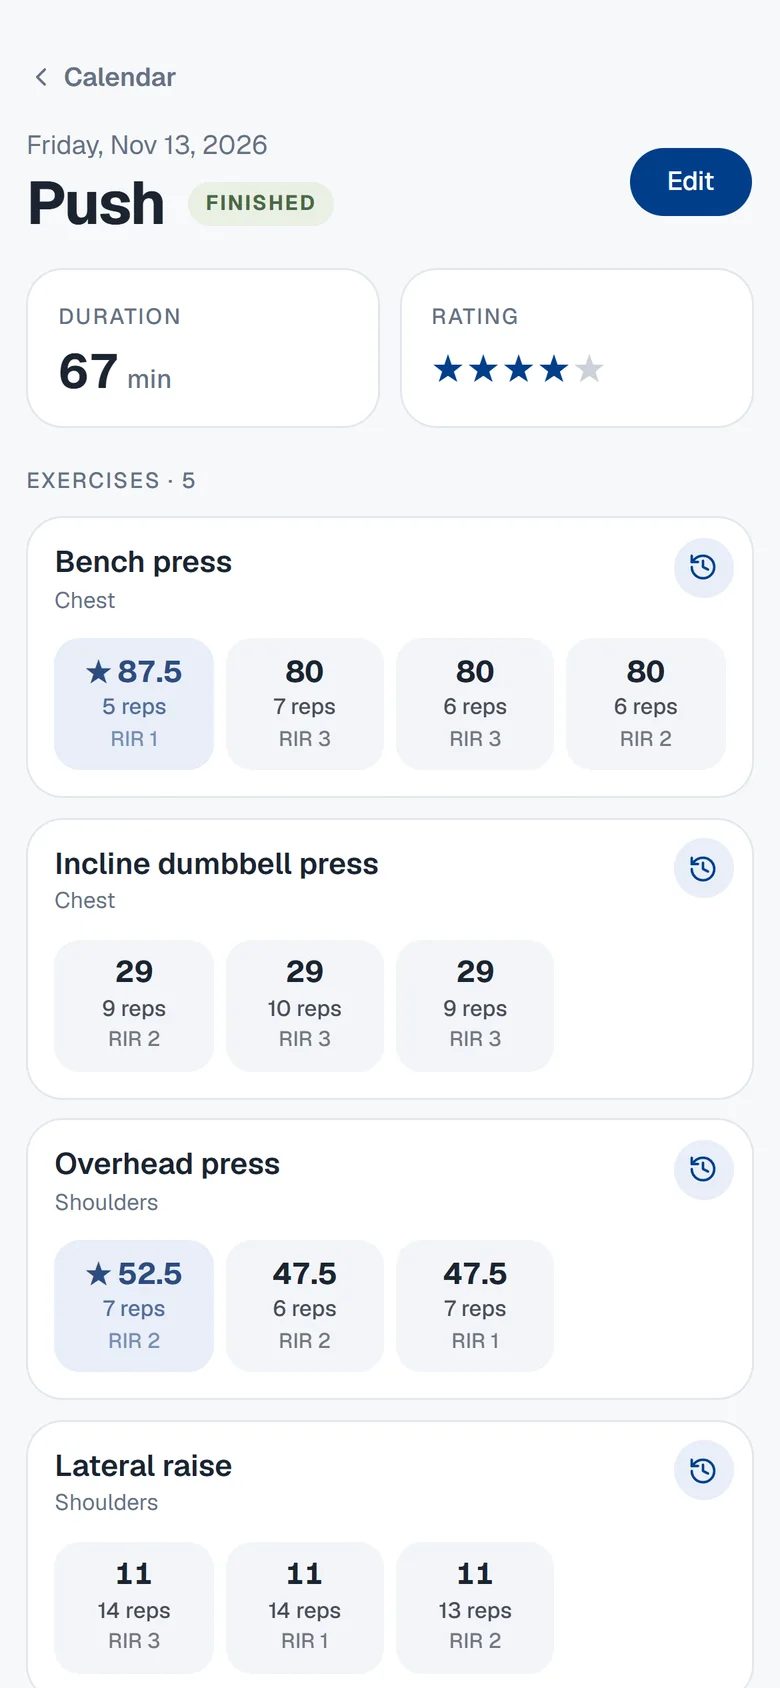 Calendar
Friday, Nov 13, 2026
Push FINISHED
Edit
DURATION
67 min
RATING
★★★★★
EXERCISES · 5
Bench press
Chest
★ 87.5 80 80 80
5 reps 7 reps 6 reps 6 reps
RIR 1 RIR 3 RIR 3 RIR 2
Incline dumbbell press
Chest
29 29 29
9 reps 10 reps 9 reps
RIR 2 RIR 3 RIR 3
Overhead press
Shoulders
★ 52.5 47.5 47.5
7 reps 6 reps 7 reps
RIR 2 RIR 2 RIR 1
Lateral raise
Shoulders
11 11 11
14 reps 14 reps 13 reps
RIR 3 RIR 1 RIR 2